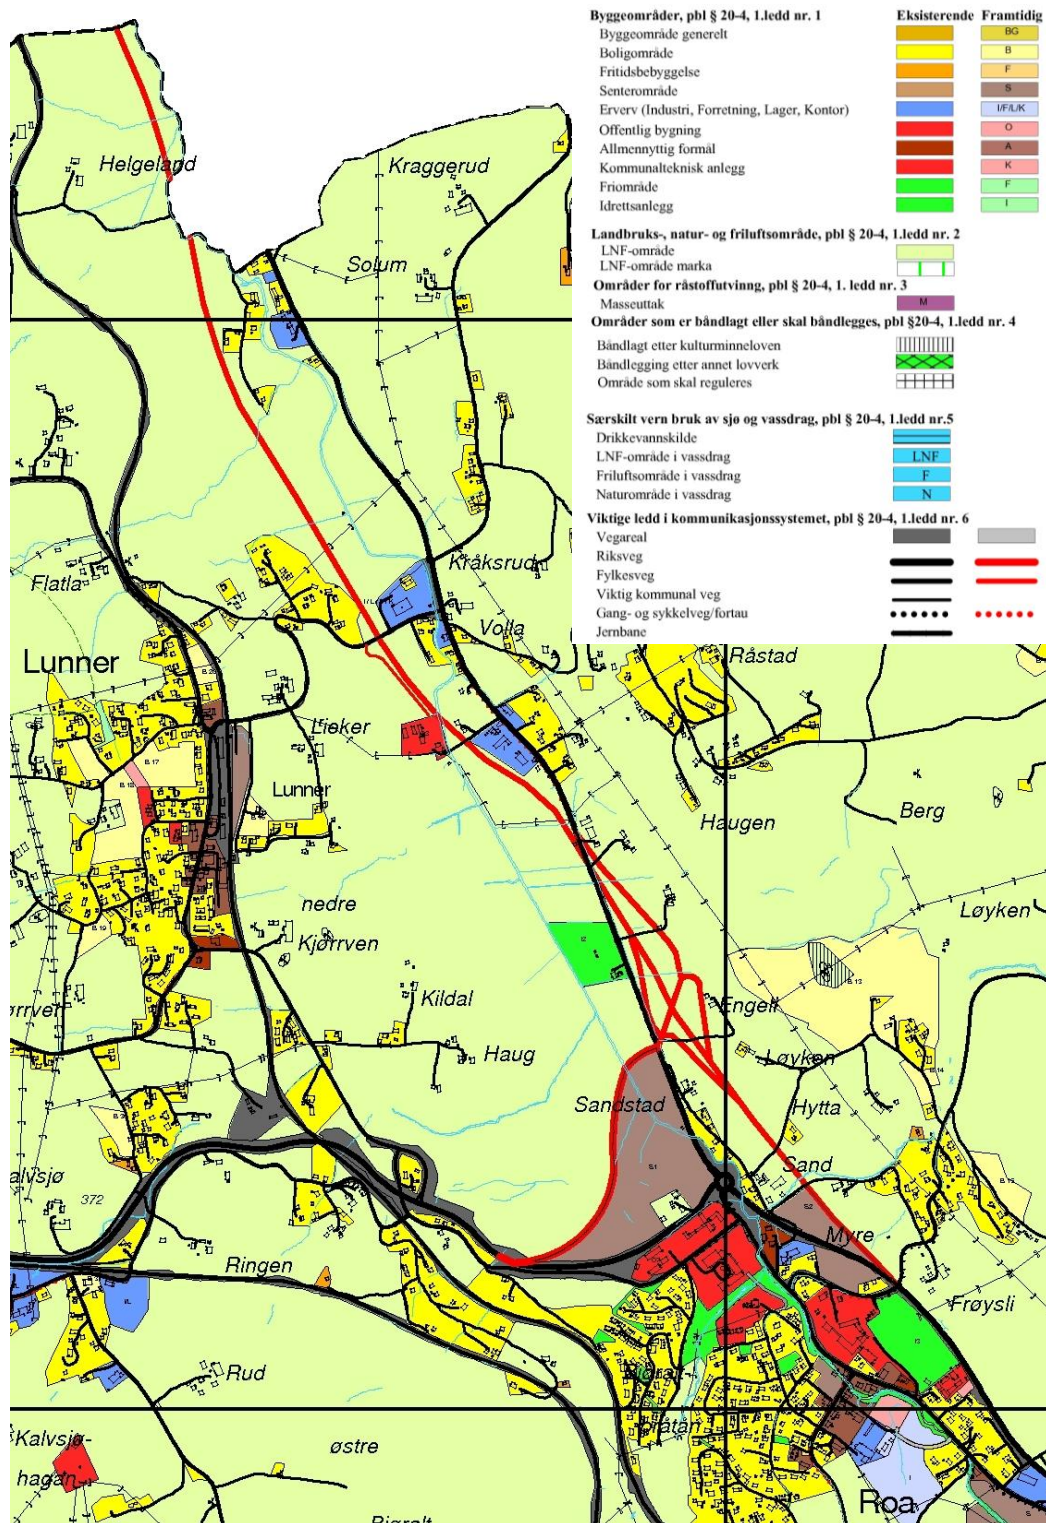 Byggeområder, pbl § 20-4, 1.ledd nr. 1 Eksisterende Framtidig
Byggeområde generelt BG
Boligområde B
Fritidsbebyggelse F
Senterområde S
Erverv (Industri, Forretning, Lager, Kontor) I/F/L/K
Offentlig bygning O
Allmennyttig formål A
Kommunalteknisk anlegg K
Friområde F
Idrettsanlegg I
Landbruks-, natur- og friluftsområde, pbl § 20-4, 1.ledd nr. 2
LNF-område
LNF-område marka
Områder for råstoffutvinning, pbl § 20-4, 1. ledd nr. 3
Masseuttak M
Områder som er båndlagt eller skal båndlegges, pbl §20-4, 1.ledd nr. 4
Båndlagt etter kulturminneloven
Båndlegging etter annet lovverk
Område som skal reguleres
Særskilt vern bruk av sjø og vassdrag, pbl § 20-4, 1.ledd nr.5
Drikkevannskilde
LNF-område i vassdrag LNF
Friluftsområde i vassdrag F
Naturområde i vassdrag N
Viktige ledd i kommunikasjonssystemet, pbl § 20-4, 1.ledd nr. 6
Vegareal
Riksveg
Fylkesveg
Viktig kommunal veg
Gang- og sykkelveg/fortau
Jernbane
Helgeland
Kraggerud
Solum
Flatla
Kråksrud
Volla
Lunner
Råstad
Lieker
Lunner
Haugen
Berg
nedre
Kjørrven
Løyken
Kildal
Engeli
Haug
Løyken
Sandstad
Hytta
Sand
372
S1
S2
Myre
Ringen
Frøysli
Rud
Kalvsjø-
hagan
østre
Roa